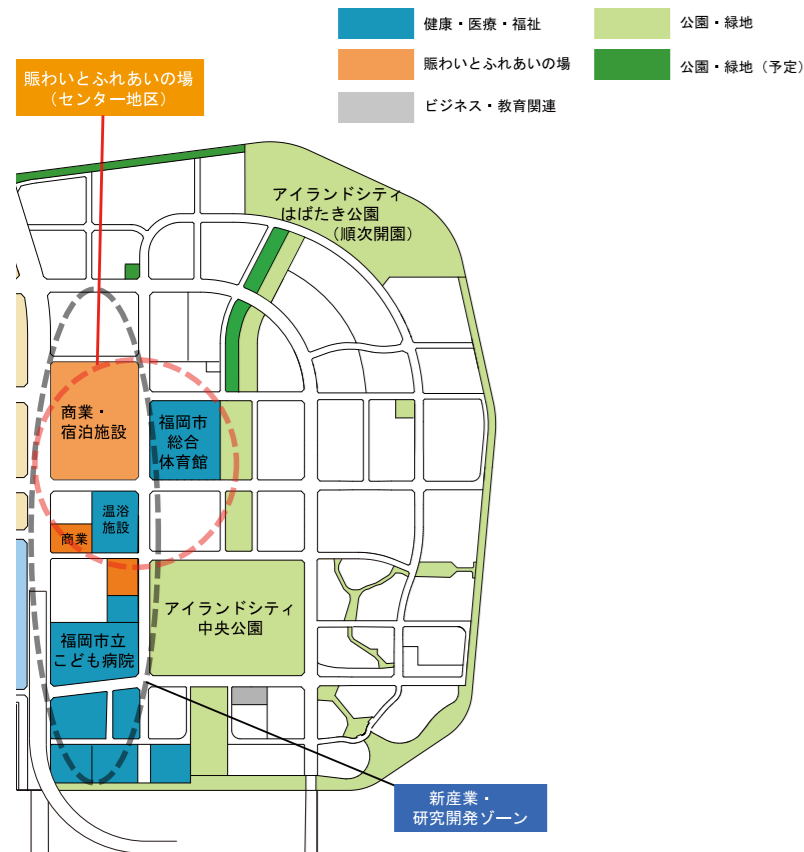 健康・医療・福祉
公園・緑地
賑わいとふれあいの場
公園・緑地（予定）
ビジネス・教育関連
賑わいとふれあいの場
（センター地区）
アイランドシティ
はばたき公園
（順次開園）
商業・
宿泊施設
福岡市
総合
体育館
温浴
施設
商業
アイランドシティ
中央公園
福岡市立
こども病院
新産業・
研究開発ゾーン